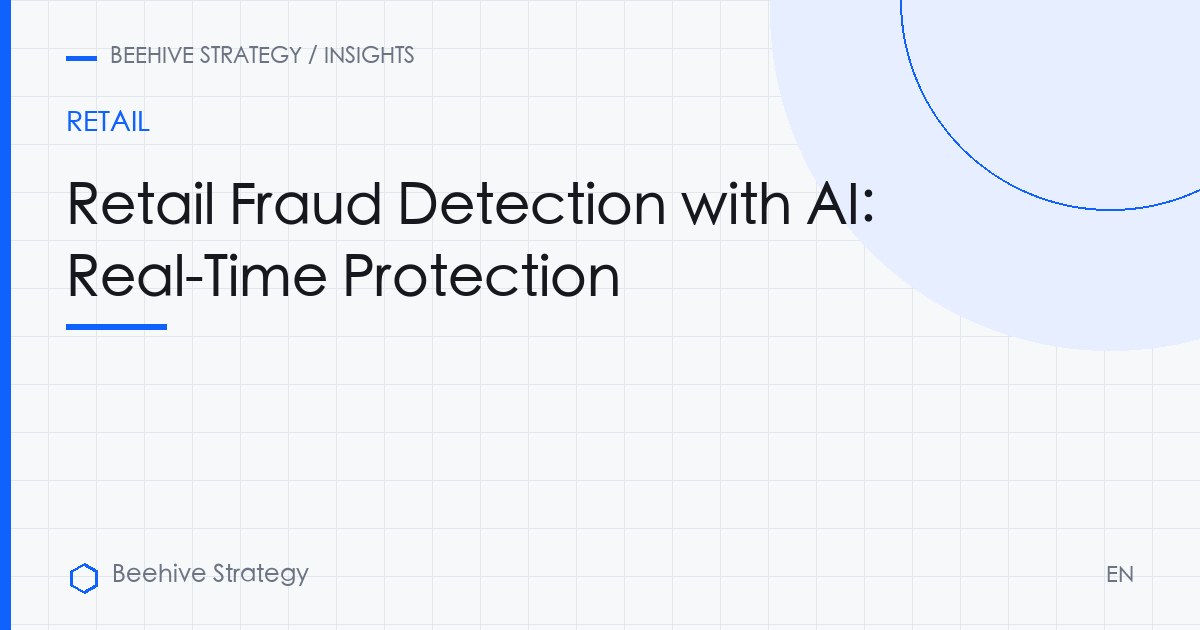 BEEHIVE STRATEGY / INSIGHTS
RETAIL
Retail Fraud Detection with AI:
Real-Time Protection
Beehive Strategy
EN